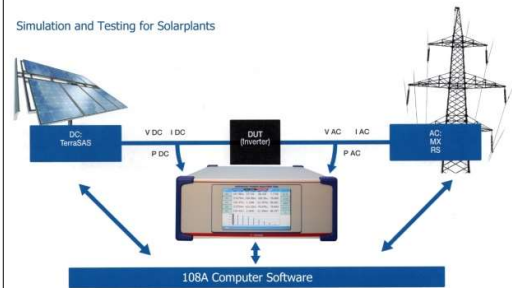 Simulation and Testing for Solarplants
DC:
TerraSAS
V DC I DC
P DC
DUT
(Inverter)
V AC I AC
P AC
AC:
MX
RS
108A Computer Software